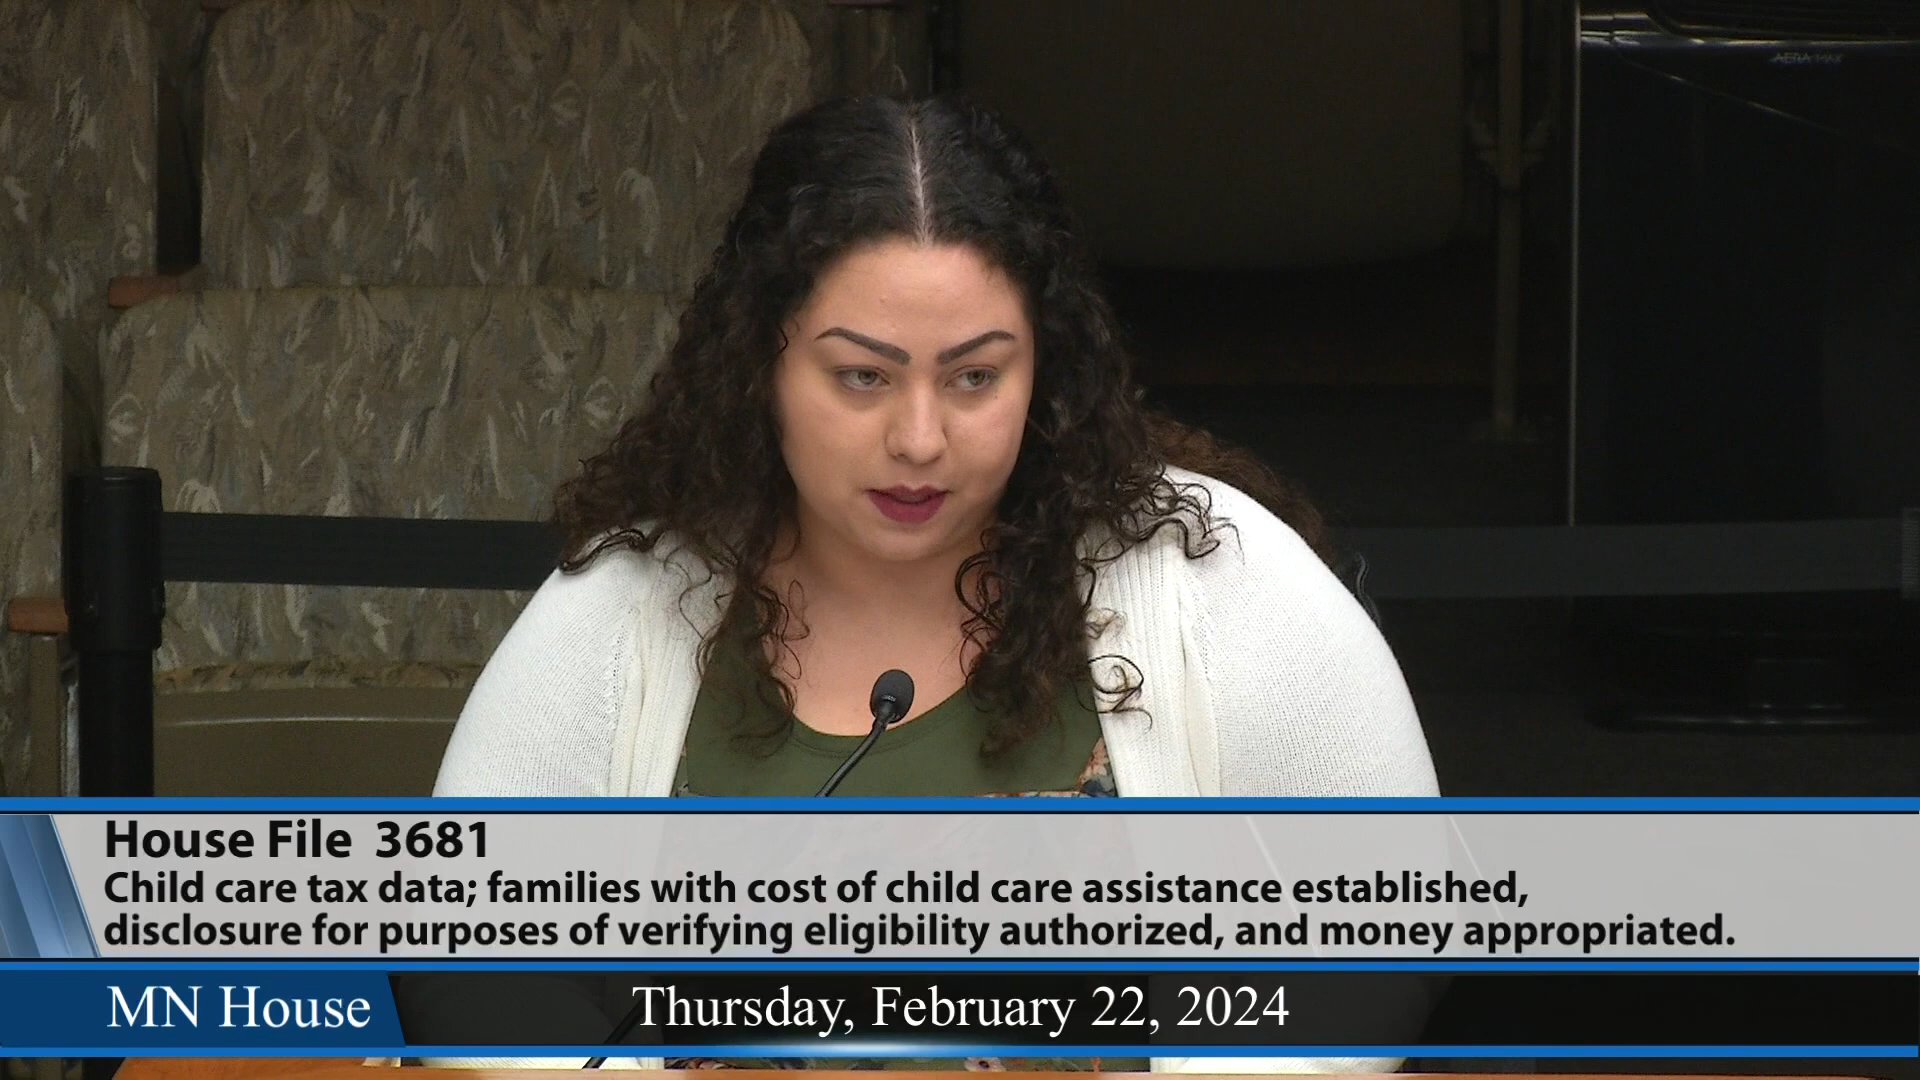 AERAMAX
House File 3681
Child care tax data; families with cost of child care assistance established,
disclosure for purposes of verifying eligibility authorized, and money appropriated.
MN House
Thursday, February 22, 2024